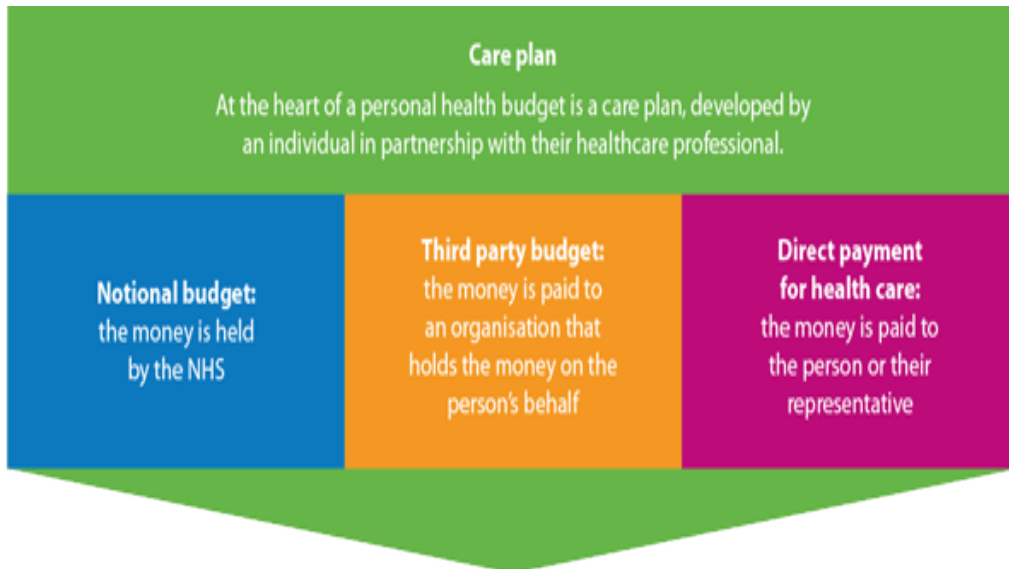 Care plan
At the heart of a personal health budget is a care plan, developed by
an individual in partnership with their healthcare professional.
Notional budget:
the money is held
by the NHS
Third party budget:
the money is paid to
an organisation that
holds the money on the
person's behalf
Direct payment
for health care:
the money is paid to
the person or their
representative